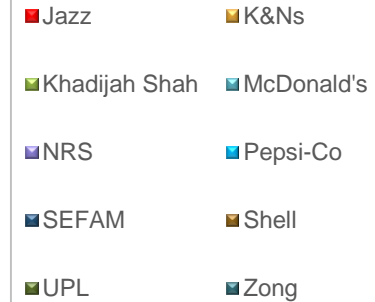 Jazz K&Ns
Khadijah Shah McDonald's
NRS Pepsi-Co
SEFAM Shell
UPL Zong